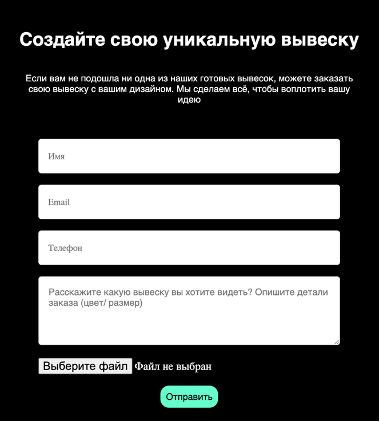 Создайте свою уникальную вывеску
Если вам не подошла ни одна из наших готовых вывесок, можете заказать
свою вывеску с вашим дизайном. Мы сделаем всё, чтобы воплотить вашу
идею
Имя
Email
Телефон
Расскажите какую вывеску вы хотите видеть? Опишите детали
заказа (цвет/ размер)
Выберите файл Файл не выбран
Отправить